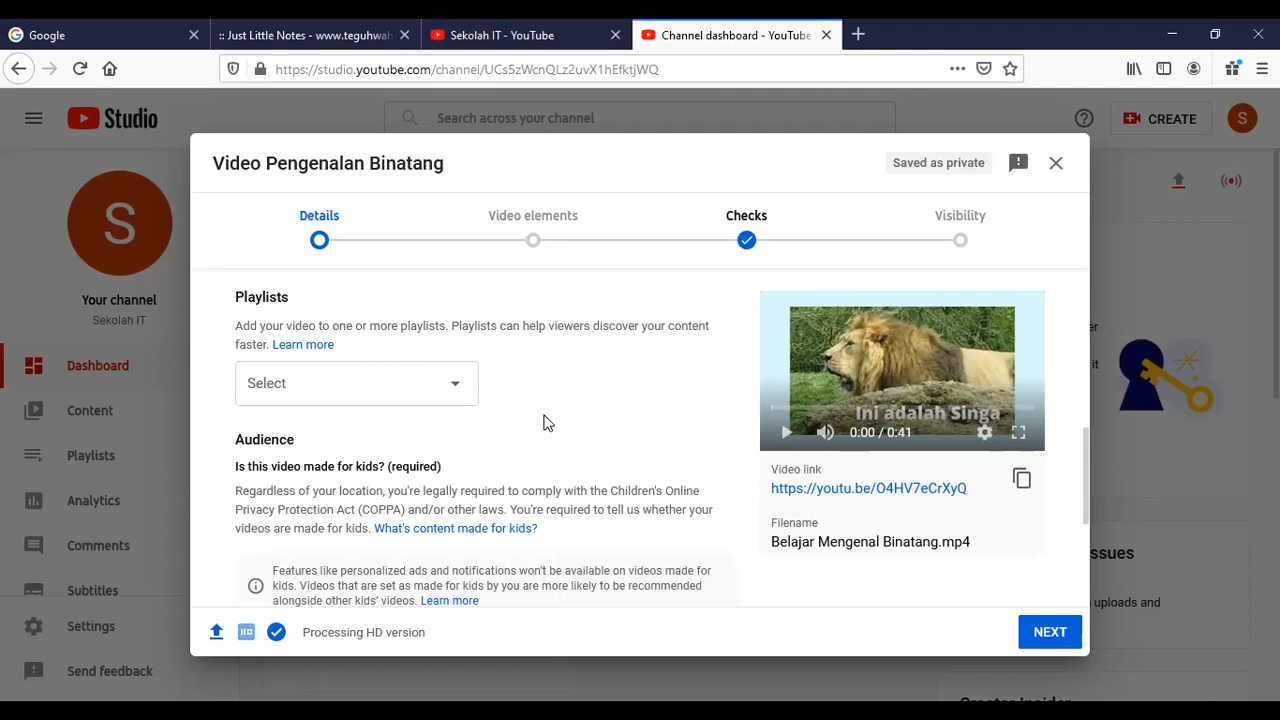 Google
:: Just Little Notes - www.teguhwah
Sekolah IT - YouTube
Channel dashboard - YouTube
https://studio.youtube.com/channel/UCs5zWcnQLz2uvX1hEfktjWQ
Studio
Search across your channel
CREATE
S
S
Your channel
Sekolah IT
Dashboard
Content
Playlists
Analytics
Comments
Subtitles
Settings
Send feedback
Video Pengenalan Binatang
Saved as private
Details
Video elements
Checks
Visibility
Playlists
Add your video to one or more playlists. Playlists can help viewers discover your content
faster. Learn more
Select
Audience
Is this video made for kids? (required)
Regardless of your location, you're legally required to comply with the Children's Online
Privacy Protection Act (COPPA) and/or other laws. You're required to tell us whether your
videos are made for kids. What's content made for kids?
Features like personalized ads and notifications won't be available on videos made for
kids. Videos that are set as made for kids by you are more likely to be recommended
alongside other kids' videos. Learn more
Ini adalah Singa
0:00 / 0:41
Video link
https://youtu.be/O4HV7eCrXyQ
Filename
Belajar Mengenal Binatang.mp4
HD
Processing HD version
NEXT
er
it
ssues
uploads and